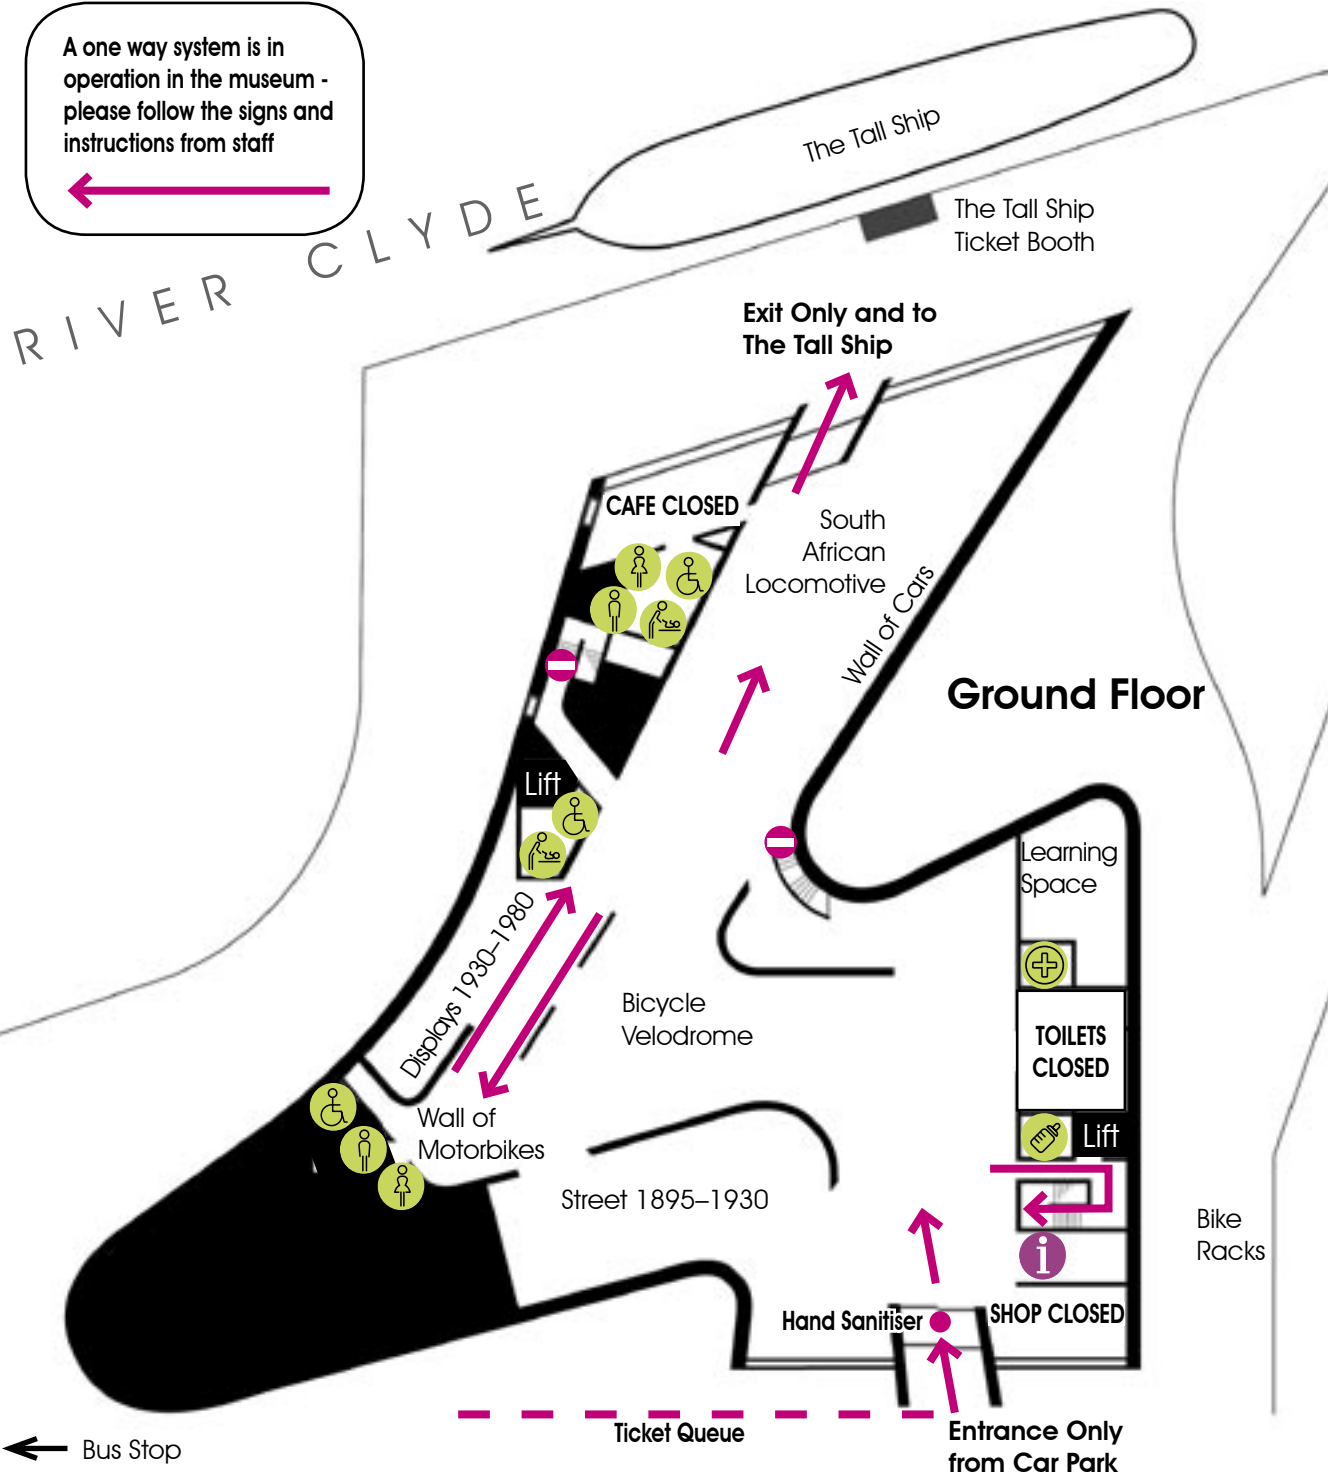 A one way system is in
operation in the museum -
please follow the signs and
instructions from staff
RIVER CLYDE
The Tall Ship
The Tall Ship
Ticket Booth
Exit Only and to
The Tall Ship
CAFE CLOSED
South
African
Locomotive
Wall of Cars
Ground Floor
Lift
Learning
Space
Displays 1930–1980
Bicycle
Velodrome
TOILETS
CLOSED
Wall of
Motorbikes
Lift
Street 1895–1930
Bike
Racks
i
Hand Sanitiser
SHOP CLOSED
Ticket Queue
Entrance Only
from Car Park
Bus Stop